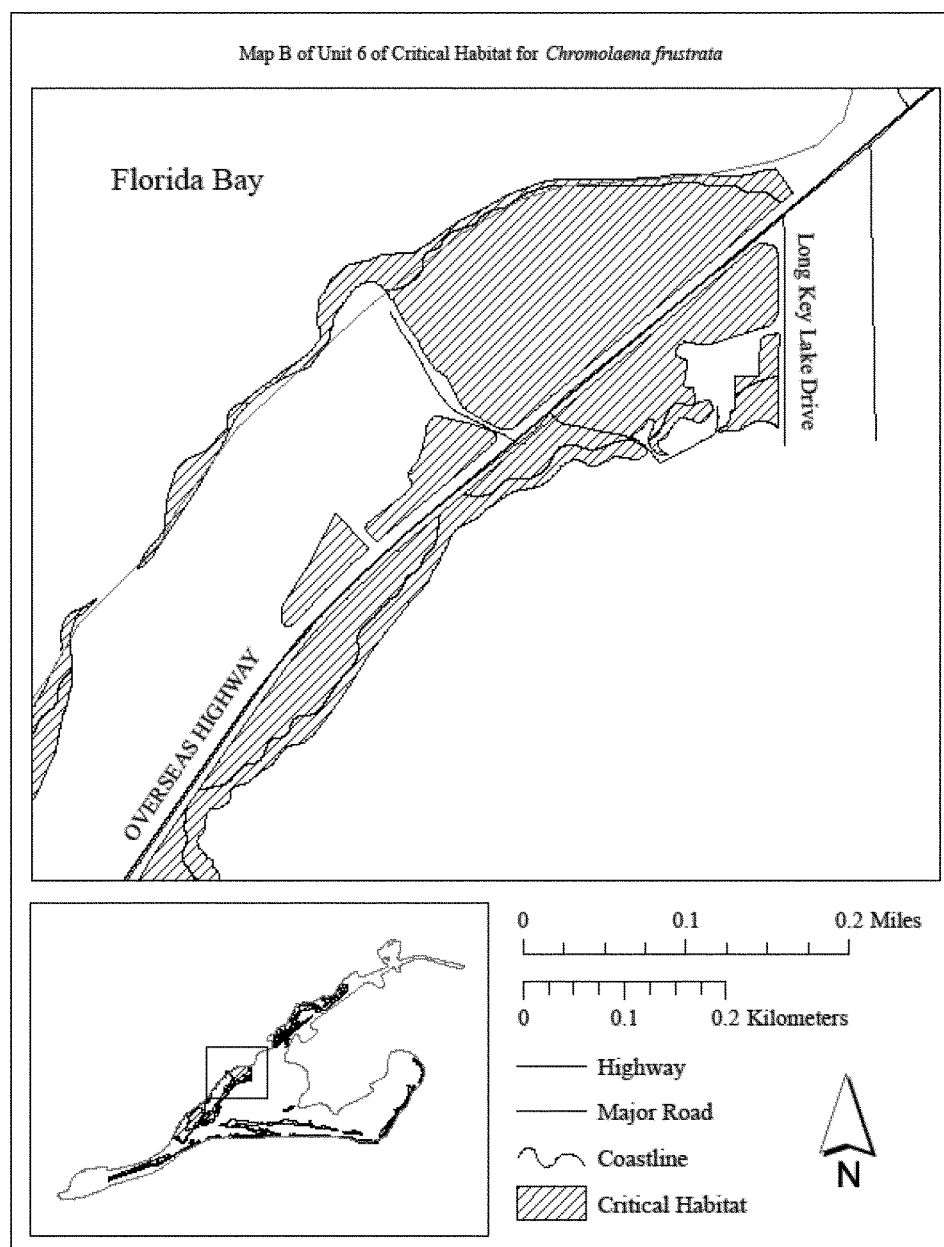 Map B of Unit 6 of Critical Habitat for Chromolaena frustrata
Florida Bay
Long Key Lake Drive
OVERSEAS HIGHWAY
0 0.1 0.2 Miles
0 0.1 0.2 Kilometers
Highway
Major Road
Coastline
Critical Habitat
N